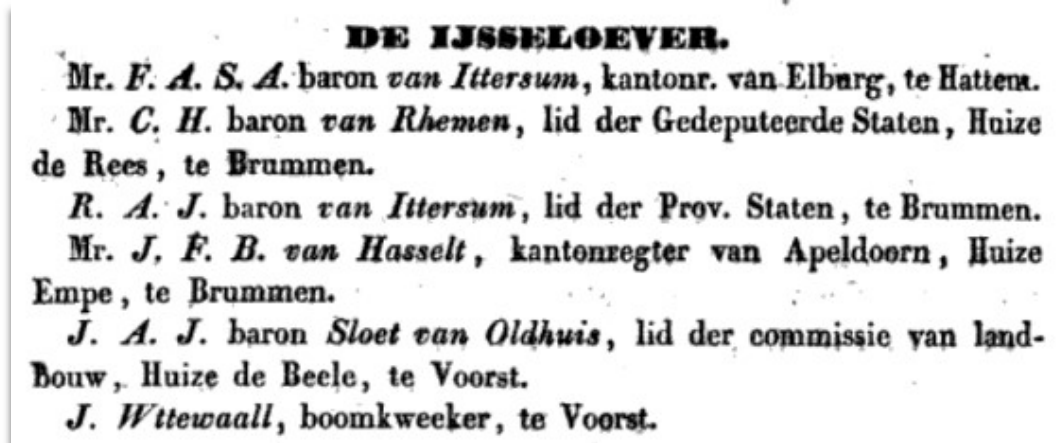 DE IJSSELOEVER.
Mr. F. A. S. A. baron van Ittersum, kantonr. van Elburg, te Hattem.
Mr. C. H. baron van Rhemen, lid der Gedeputeerde Staten, Huize
de Rees, te Brummen.
R. A. J. baron van Ittersum, lid der Prov. Staten, te Brummen.
Mr. J. F. B. van Hasselt, kantonregter van Apeldoorn, Huize
Empe, te Brummen.
J. A. J. baron Sloet van Oldhuis, lid der commissie van land-
bouw, Huize de Beele, te Voorst.
J. Wttewaall, boomkweeker, te Voorst.